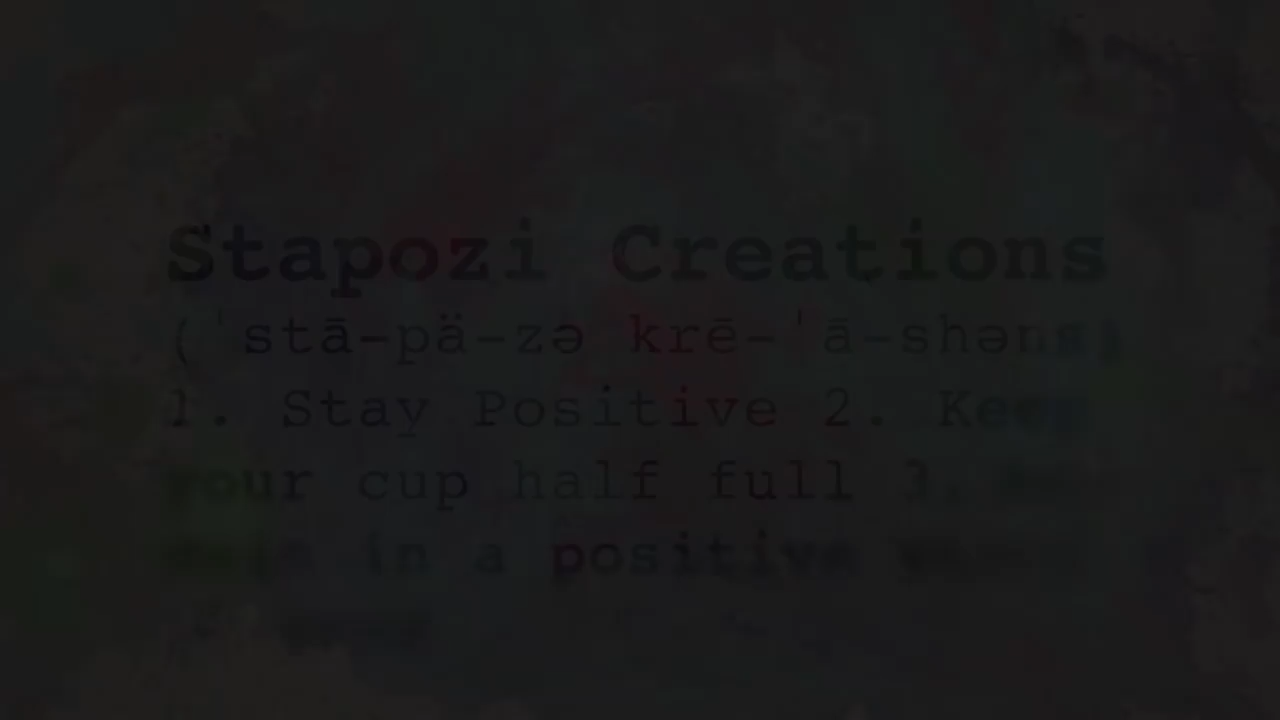 Stapozi Creations
(ˈstā-pä-zə krē-ˈā-shəns)
1. Stay Positive 2. Keep
your cup half full 3.
in a positive